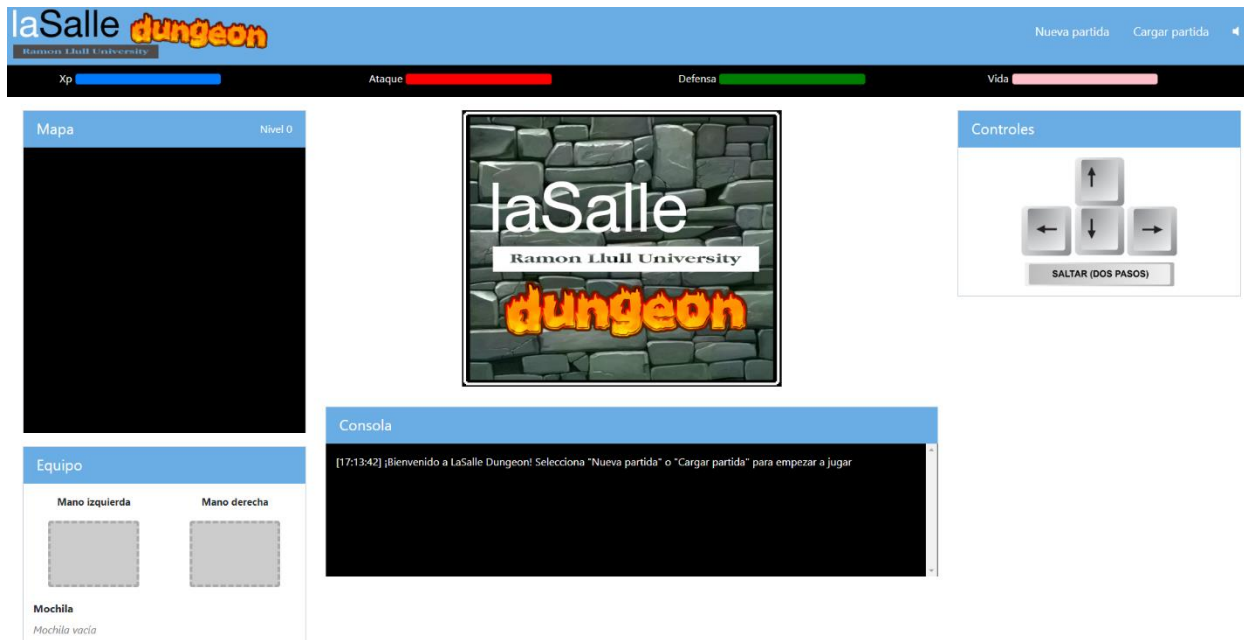 laSalle dungeon
Ramon Llull University
Nueva partida Cargar partida
Xp Ataque Defensa Vida
Mapa Nivel 0
laSalle
Ramon Llull University
dungeon
Controles
SALTAR (DOS PASOS)
Consola
[17:13:42] ¡Bienvenido a LaSalle Dungeon! Selecciona "Nueva partida" o "Cargar partida" para empezar a jugar
Equipo
Mano izquierda Mano derecha
Mochila
Mochila vacía